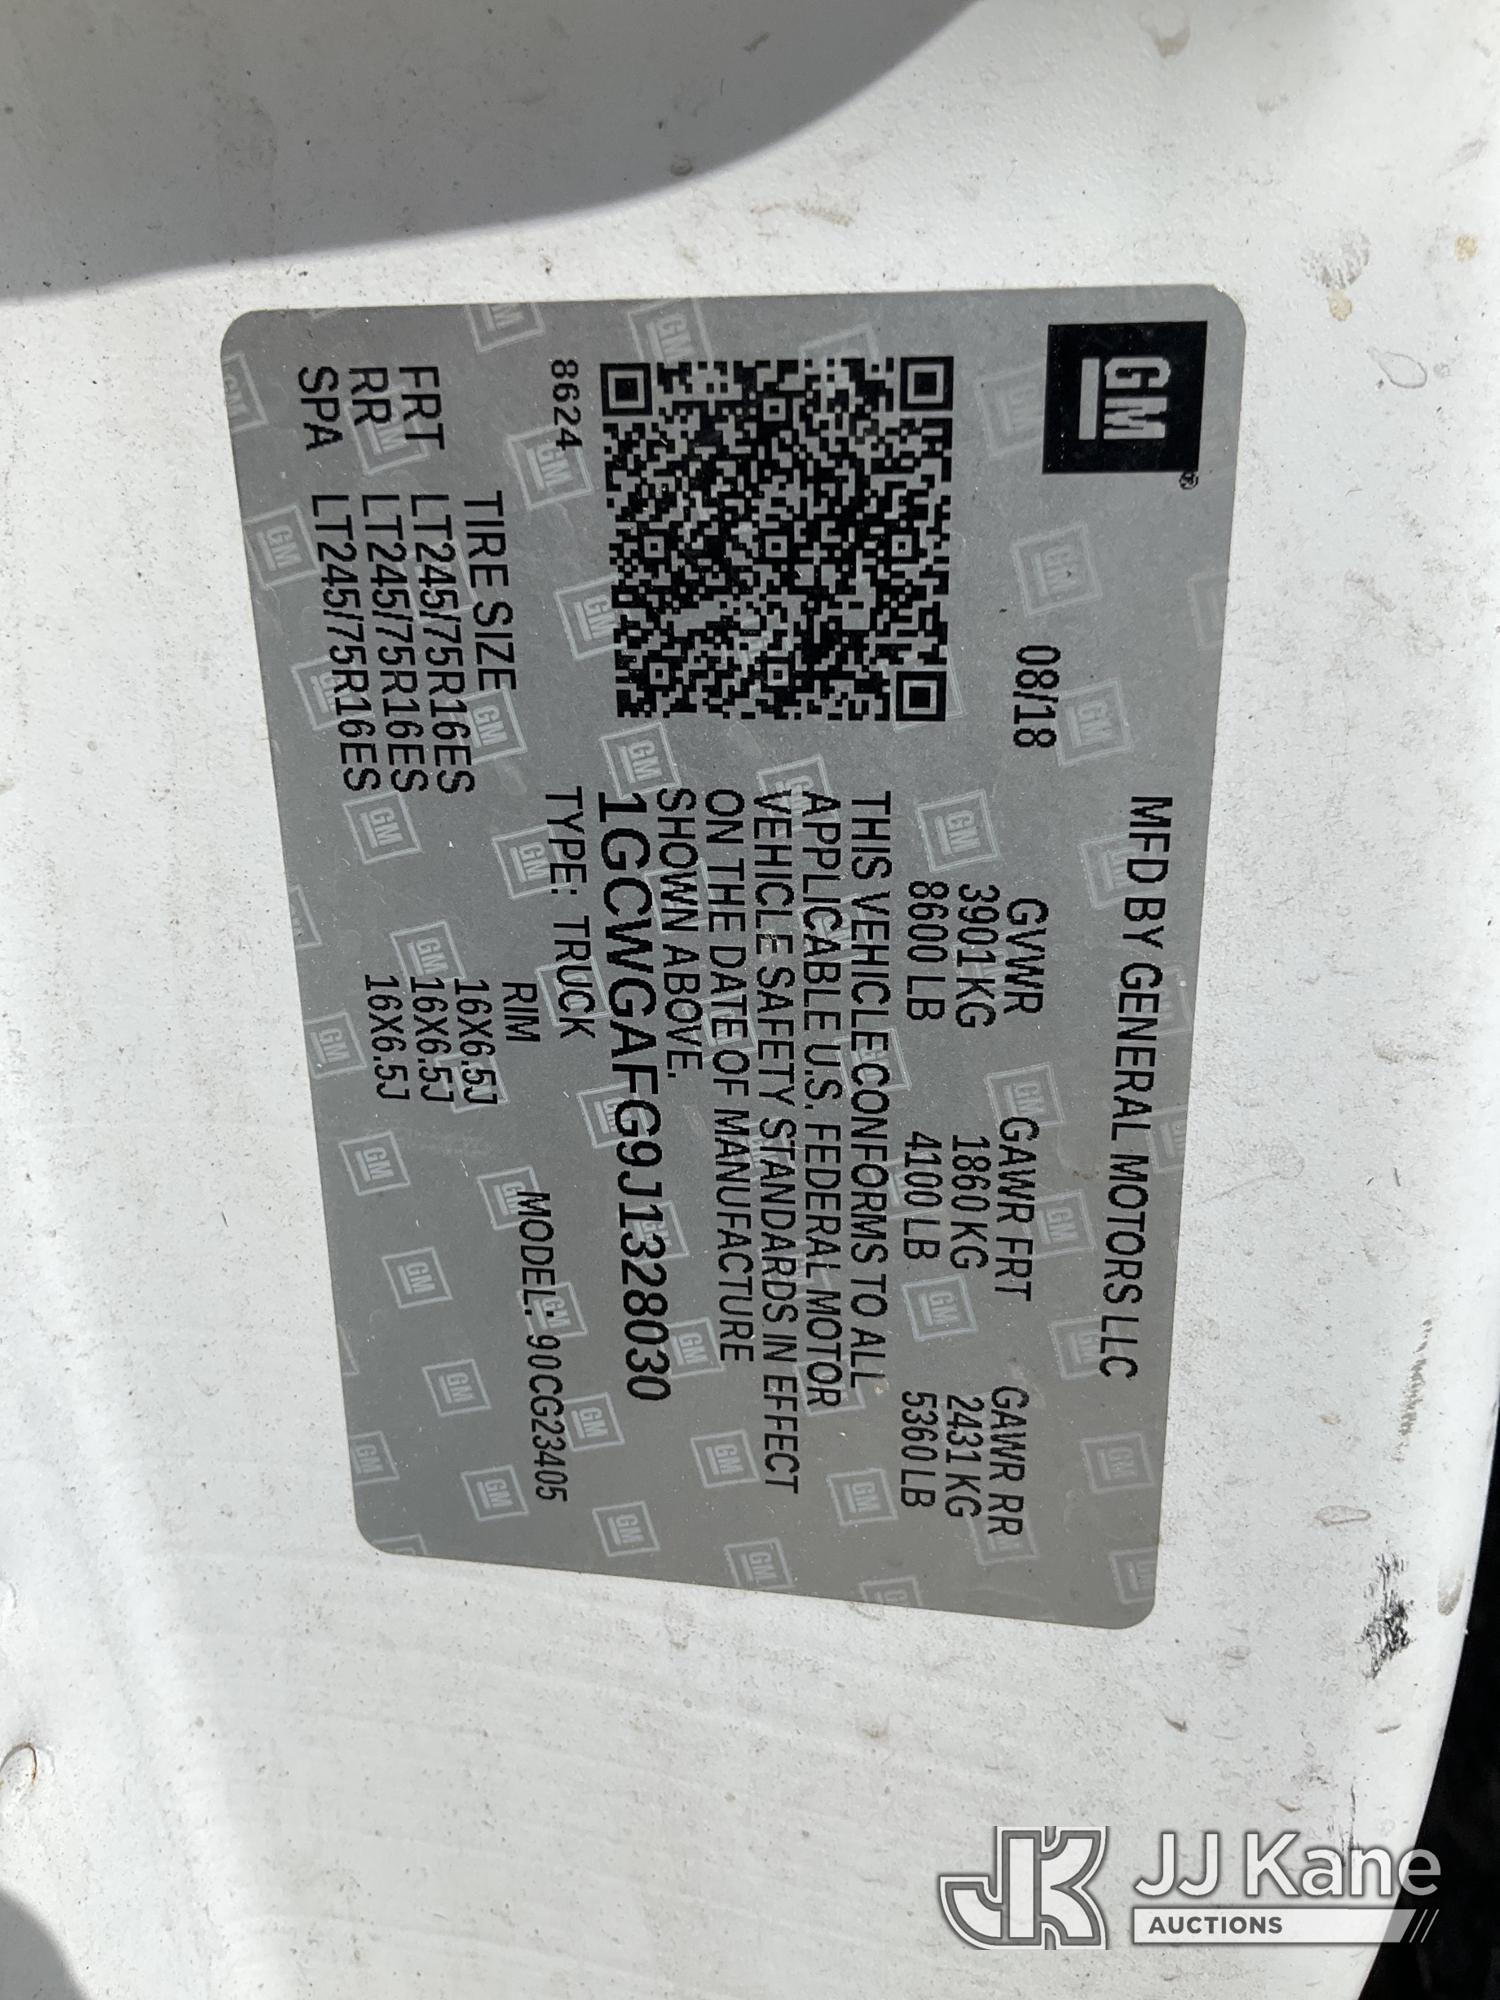 GM
®
MFD BY GENERAL MOTORS LLC
08/18
GVWR GAWR FRT GAWR RR
3901 KG 1860 KG 2431 KG
8600 LB 4100 LB 5360 LB
THIS VEHICLE CONFORMS TO ALL
APPLICABLE U.S. FEDERAL MOTOR
VEHICLE SAFETY STANDARDS IN EFFECT
ON THE DATE OF MANUFACTURE
SHOWN ABOVE.
1GCWGAFG9J1328030
8624 TYPE: TRUCK MODEL: 90CG23405
TIRE SIZE RIM
FRT LT245/75R16ES 16X6.5J
RR LT245/75R16ES 16X6.5J
SPA LT245/75R16ES 16X6.5J
JK JJ Kane
AUCTIONS